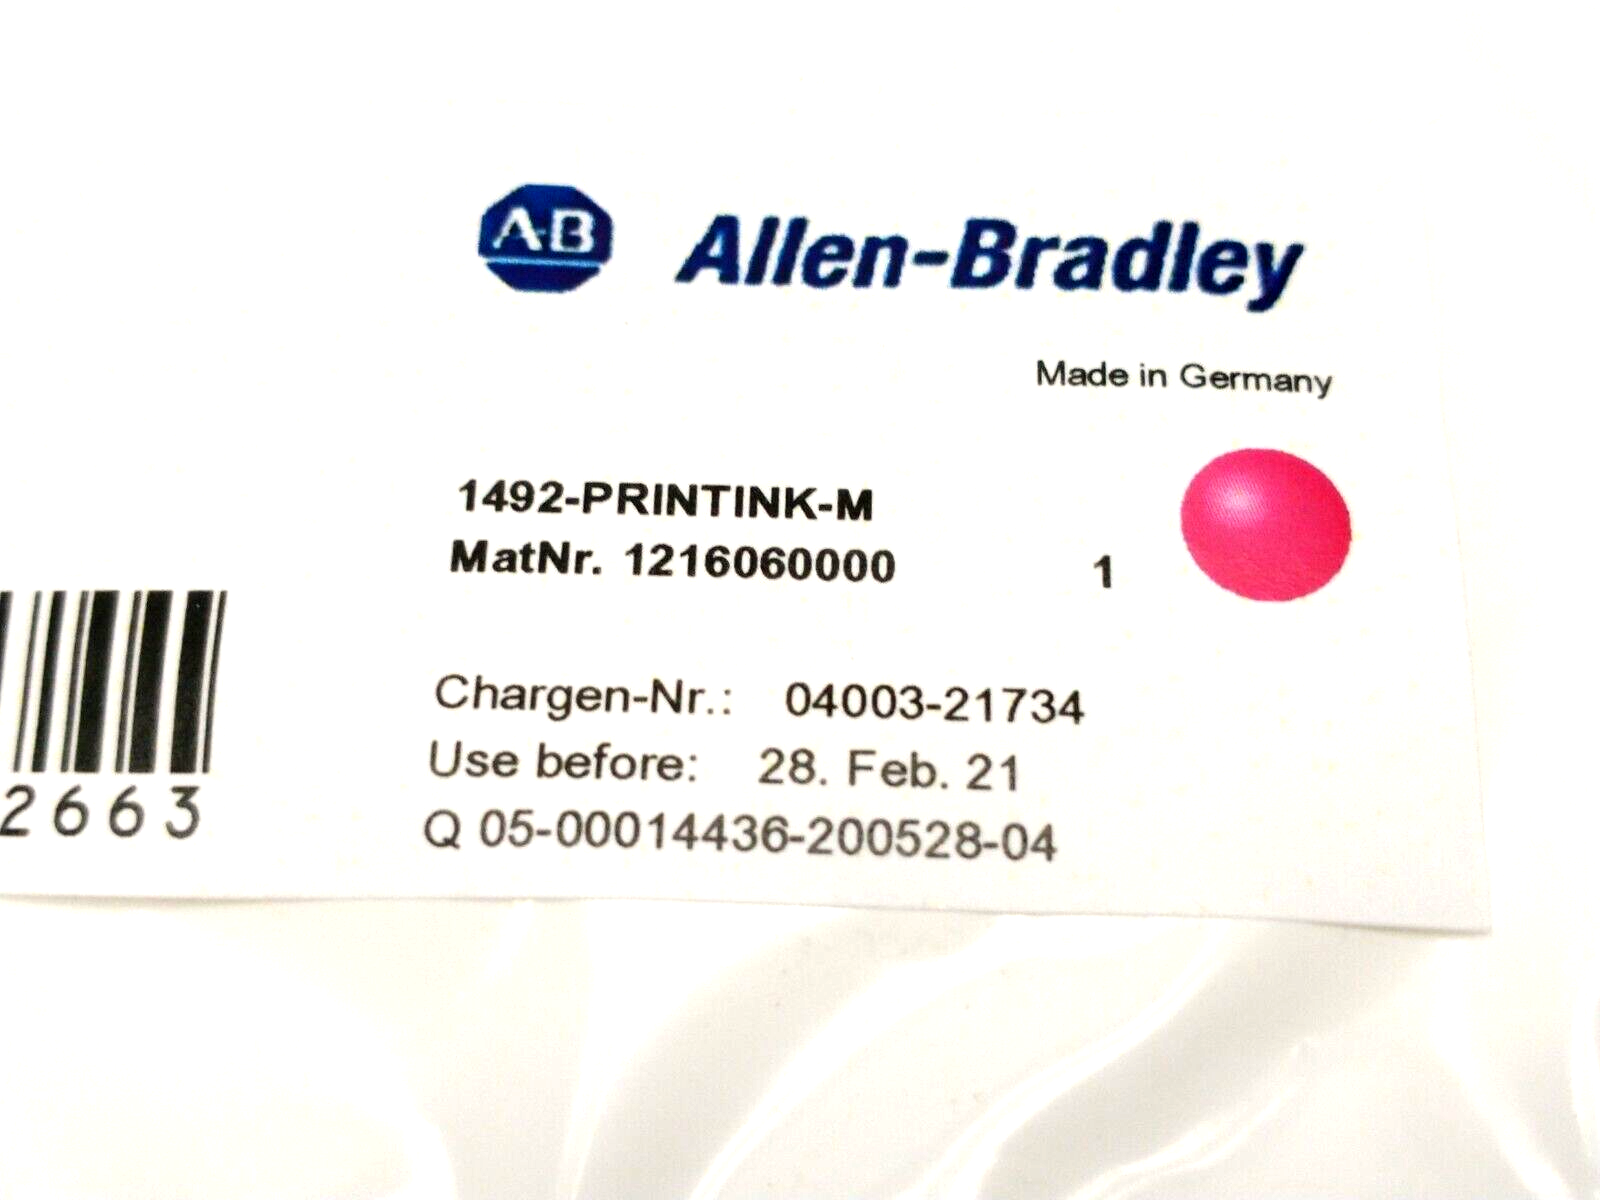 A-B Allen-Bradley
Made in Germany
1492-PRINTINK-M
MatNr. 1216060000 1
Chargen-Nr.: 04003-21734
Use before: 28. Feb. 21
Q 05-00014436-200528-04
2663